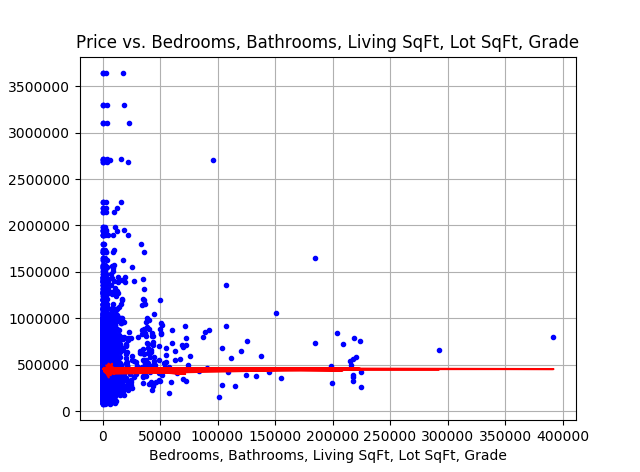 Price vs. Bedrooms, Bathrooms, Living SqFt, Lot SqFt, Grade
3500000
3000000
2500000
2000000
1500000
1000000
500000
0
0 50000 100000 150000 200000 250000 300000 350000 400000
Bedrooms, Bathrooms, Living SqFt, Lot SqFt, Grade